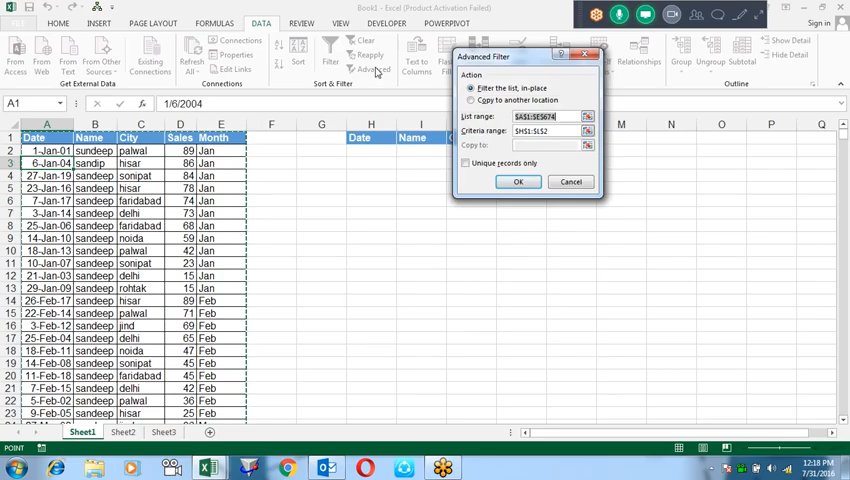 Book1 - Excel (Product Activation Failed)
Sign in
FILE HOME INSERT PAGE LAYOUT FORMULAS DATA REVIEW VIEW DEVELOPER POWERPIVOT
From Access
From Web
From Other Sources
Existing Connections
Refresh All
Connections
Properties
Edit Links
Sort
Filter
Clear
Reapply
Advanced
Text to Columns
Show Detail
Hide Detail
Get External Data Connections Sort & Filter Outline
Advanced Filter
Action
Filter the list, in-place
Copy to another location
List range: $A$1:$E$674
Criteria range: $H$1:$L$2
Copy to:
Unique records only
OK Cancel
A1 1/6/2004
A B C D E F G H I M N O P Q
1 Date Name City Sales Month Date Name
2 1-Jan-01 sundeep palwal 89 Jan
3 6-Jan-04 sandip hisar 86 Jan
4 27-Jan-19 sandeep sonipat 84 Jan
5 23-Jan-16 sandeep hisar 78 Jan
6 7-Jan-17 sandeep faridabad 74 Jan
7 3-Jan-14 sandeep delhi 73 Jan
8 25-Jan-06 sandeep faridabad 68 Jan
9 14-Jan-10 sandeep noida 59 Jan
10 18-Jan-13 sandeep palwal 42 Jan
11 10-Jan-07 sandeep sonipat 23 Jan
12 21-Jan-03 sandeep delhi 15 Jan
13 29-Jan-09 sandeep rohtak 15 Jan
14 26-Feb-17 sandeep hisar 89 Feb
15 22-Feb-14 sandeep palwal 71 Feb
16 3-Feb-12 sandeep jind 69 Feb
17 25-Feb-04 sandeep delhi 65 Feb
18 18-Feb-11 sandeep noida 47 Feb
19 14-Feb-08 sandeep sonipat 45 Feb
20 11-Feb-18 sandeep faridabad 45 Feb
21 7-Feb-15 sandeep delhi 42 Feb
22 5-Feb-02 sandeep palwal 36 Feb
23 9-Feb-05 sandeep hisar 25 Feb
Sheet1 Sheet2 Sheet3
POINT
12:18 PM
7/31/2016